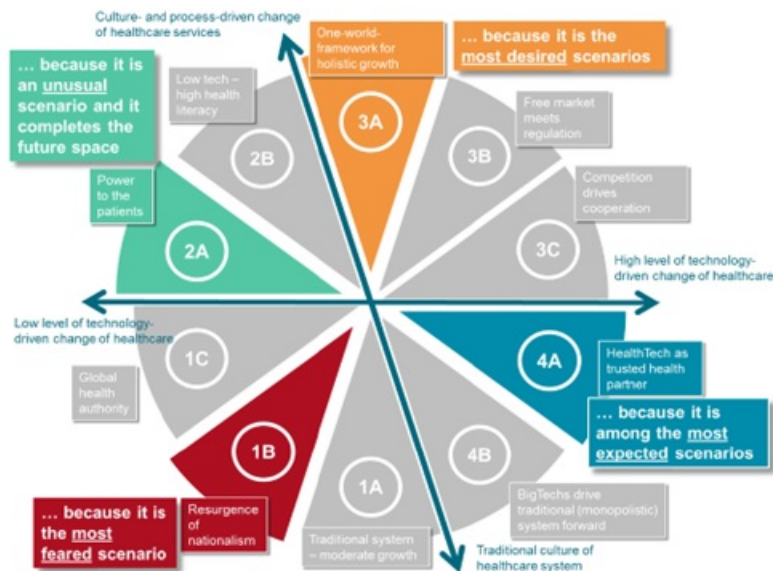 Culture- and process-driven change
of healthcare services
One-world-
framework for
holistic growth
… because it is the
most desired scenarios
… because it is
an unusual
scenario and it
completes the
future space
Low tech –
high health
literacy
3A
Free market
meets
regulation
2B
3B
Power
to the
patients
Competition
drives
cooperation
2A
3C
High level of technology-
driven change of healthcare
Low level of technology-
driven change of healthcare
1C
4A
HealthTech as
trusted health
partner
Global
health
authority
… because it is
among the most
expected scenarios
1B
4B
1A
… because it is
the most
feared scenario
Resurgence of
nationalism
Traditional system
– moderate growth
BigTechs drive
traditional (monopolistic)
system forward
Traditional culture of
healthcare system